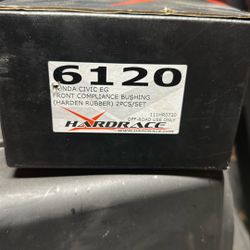 6120
HONDA CIVIC EG
FRONT COMPLIANCE BUSHING
(HARDEN RUBBER) 2PCS/SET
OFF-ROAD USE ONLY
HARDRACE